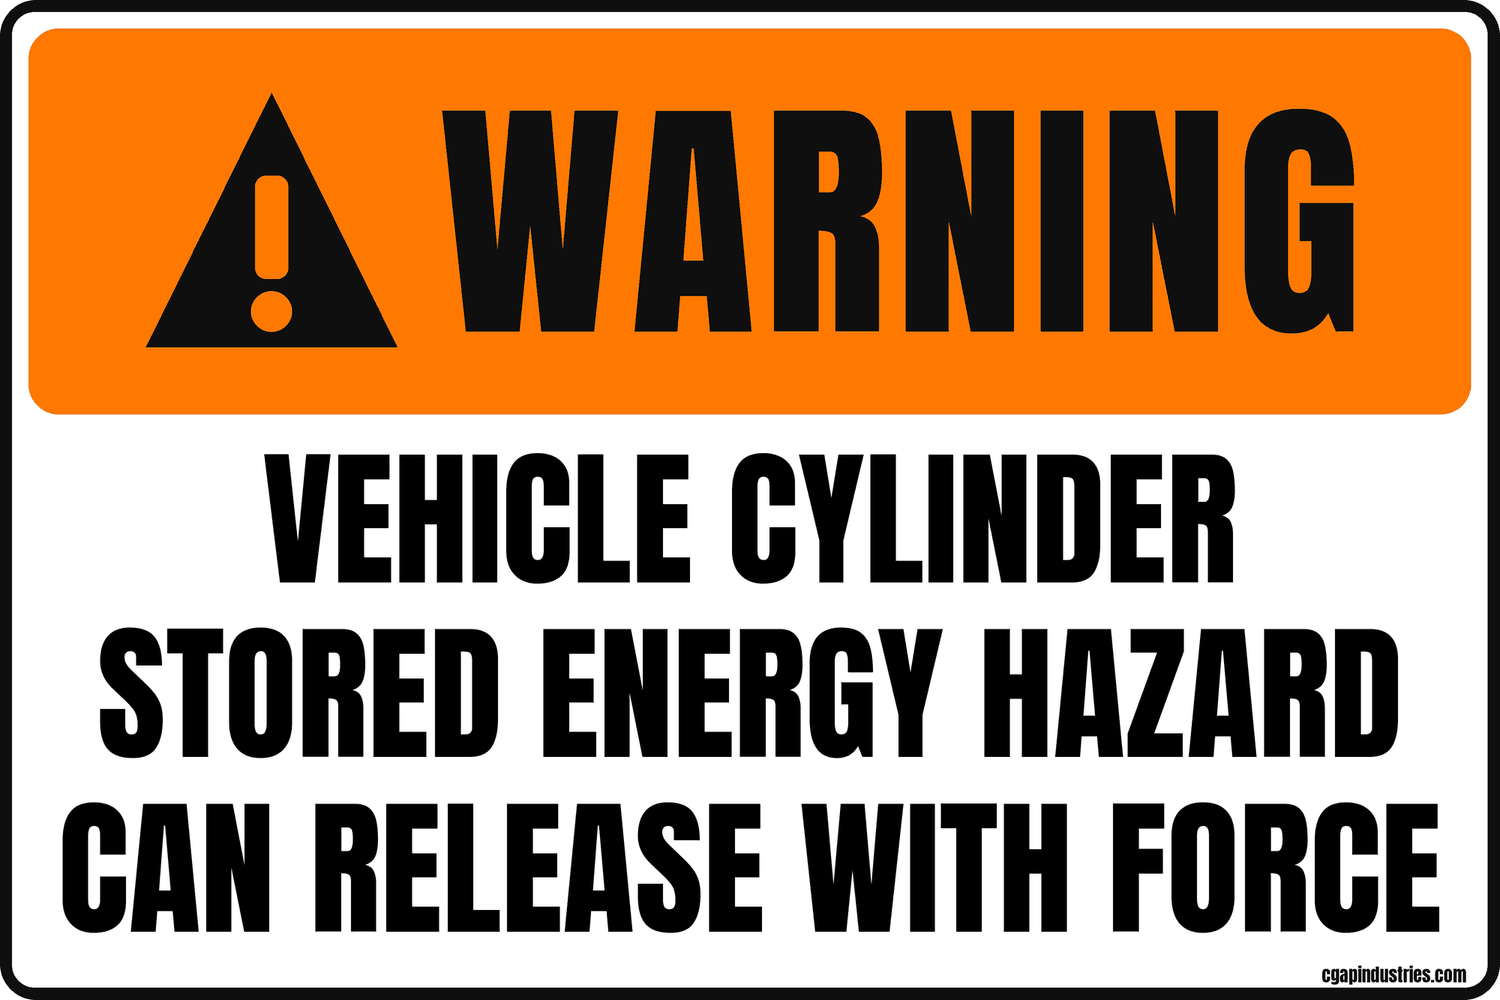 WARNING
VEHICLE CYLINDER
STORED ENERGY HAZARD
CAN RELEASE WITH FORCE
cgapindustries.com